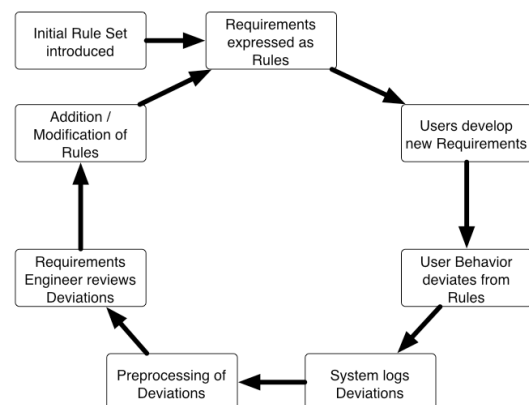 Initial Rule Set
introduced
Requirements
expressed as
Rules
Users develop
new Requirements
User Behavior
deviates from
Rules
System logs
Deviations
Preprocessing of
Deviations
Requirements
Engineer reviews
Deviations
Addition /
Modification of
Rules